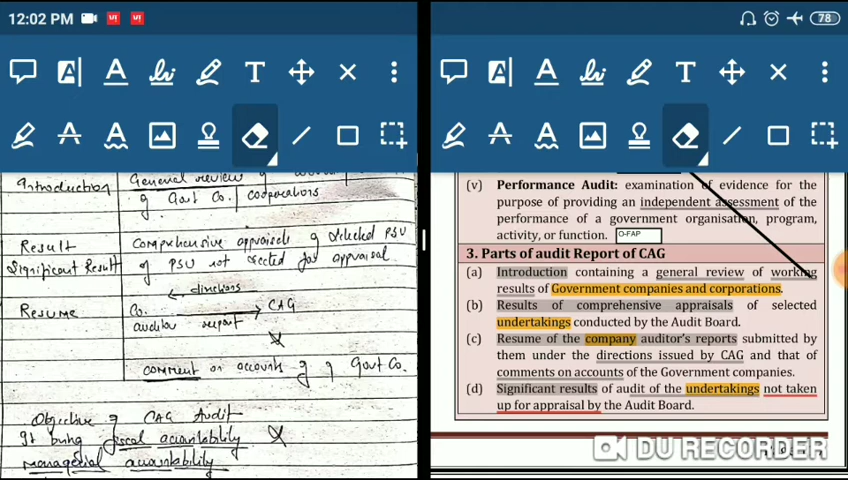 12:02 PM
78
Introduction
General review of
of Govt Co. Cooporations
Result
Comprehensive appraisels of selected PSU
Significant Result
of PSU not selected for appraisal
directions
Resume
Co. CAG
auditor report
X
comment on accounts of Govt Co.
Objective of CAG Audit
It bring fiscal accountability X
managerial accountability
(v) Performance Audit: examination of evidence for the
purpose of providing an independent assessment of the
performance of a government organisation, program,
activity, or function. O-FAP
3. Parts of audit Report of CAG
(a) Introduction containing a general review of working
results of Government companies and corporations.
(b) Results of comprehensive appraisals of selected
undertakings conducted by the Audit Board.
(c) Resume of the company auditor's reports submitted by
them under the directions issued by CAG and that of
comments on accounts of the Government companies.
(d) Significant results of audit of the undertakings not taken
up for appraisal by the Audit Board.
DU RECORDER